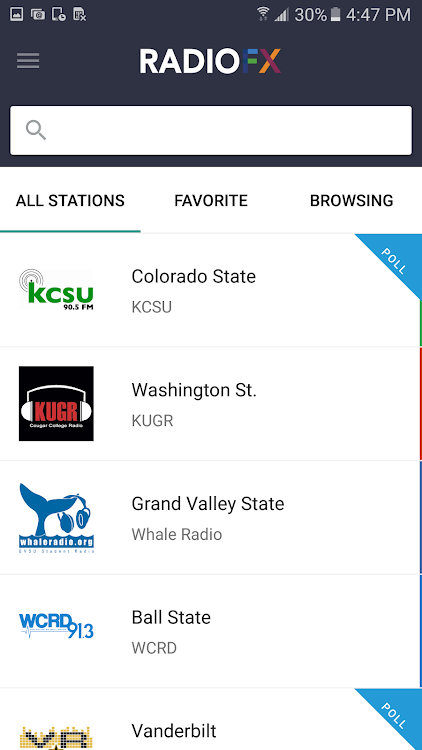 30% 4:47 PM
RADIOFX
ALL STATIONS FAVORITE BROWSING
POLL
kcsu
90.5 FM
Colorado State
KCSU
KUGR
Cougar College Radio
Washington St.
KUGR
whaleradio.org
GVSU Student Radio
Grand Valley State
Whale Radio
WCRD
91.3
Ball State
WCRD
POLL
Vanderbilt